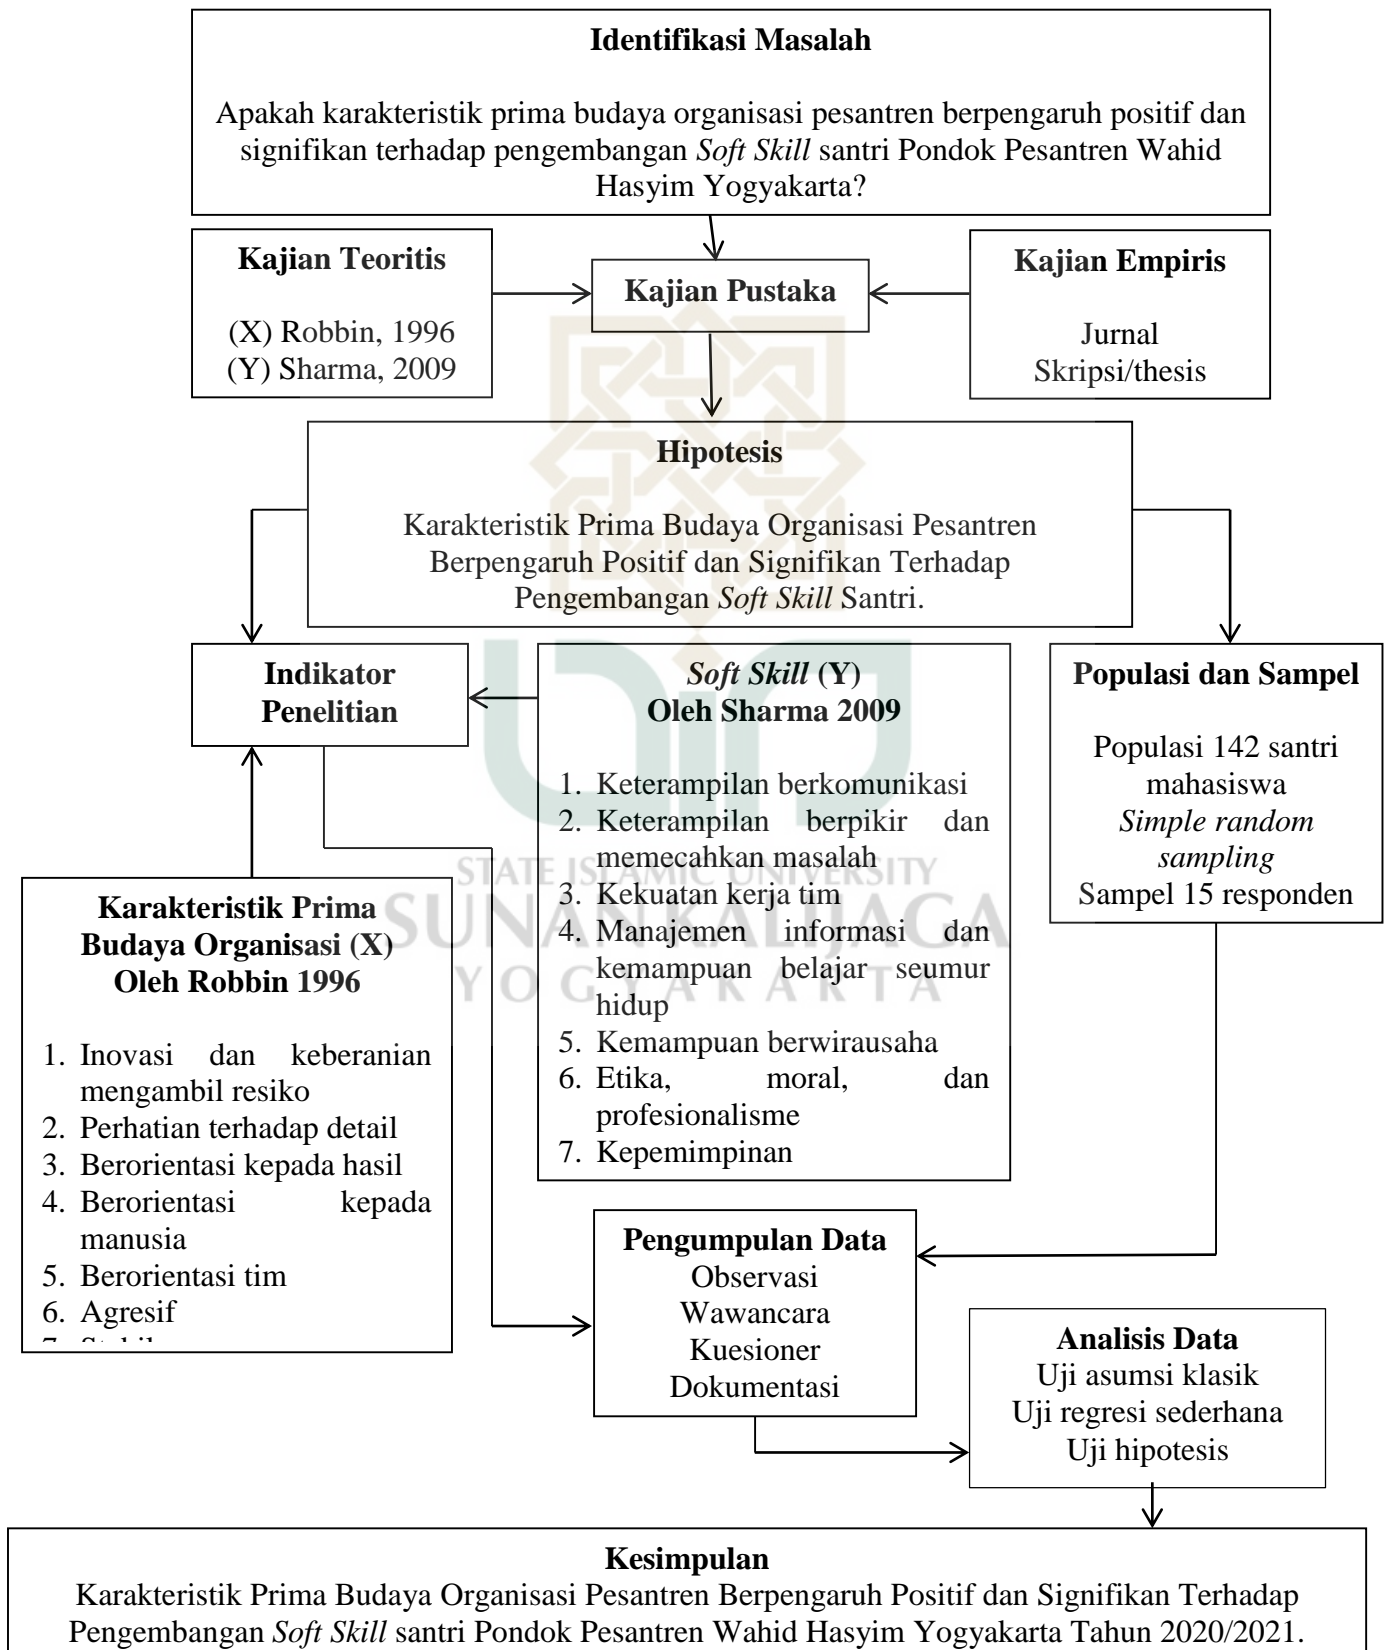 Identifikasi Masalah
Apakah karakteristik prima budaya organisasi pesantren berpengaruh positif dan
signifikan terhadap pengembangan Soft Skill santri Pondok Pesantren Wahid
Hasyim Yogyakarta?
Kajian Teoritis
(X) Robbin, 1996
(Y) Sharma, 2009
Kajian Pustaka
Kajian Empiris
Jurnal
Skripsi/thesis
Hipotesis
Karakteristik Prima Budaya Organisasi Pesantren
Berpengaruh Positif dan Signifikan Terhadap
Pengembangan Soft Skill Santri.
Indikator
Penelitian
Soft Skill (Y)
Oleh Sharma 2009
1. Keterampilan berkomunikasi
2. Keterampilan berpikir dan
memecahkan masalah
3. Kekuatan kerja tim
4. Manajemen informasi dan
kemampuan belajar seumur
hidup
5. Kemampuan berwirausaha
6. Etika, moral, dan
profesionalisme
7. Kepemimpinan
Populasi dan Sampel
Populasi 142 santri
mahasiswa
Simple random
sampling
Sampel 15 responden
STATE ISLAMIC UNIVERSITY
SUNAN KALIJAGA
YOGYAKARTA
Karakteristik Prima
Budaya Organisasi (X)
Oleh Robbin 1996
1. Inovasi dan keberanian
mengambil resiko
2. Perhatian terhadap detail
3. Berorientasi kepada hasil
4. Berorientasi kepada
manusia
5. Berorientasi tim
6. Agresif
Pengumpulan Data
Observasi
Wawancara
Kuesioner
Dokumentasi
Analisis Data
Uji asumsi klasik
Uji regresi sederhana
Uji hipotesis
Kesimpulan
Karakteristik Prima Budaya Organisasi Pesantren Berpengaruh Positif dan Signifikan Terhadap
Pengembangan Soft Skill santri Pondok Pesantren Wahid Hasyim Yogyakarta Tahun 2020/2021.